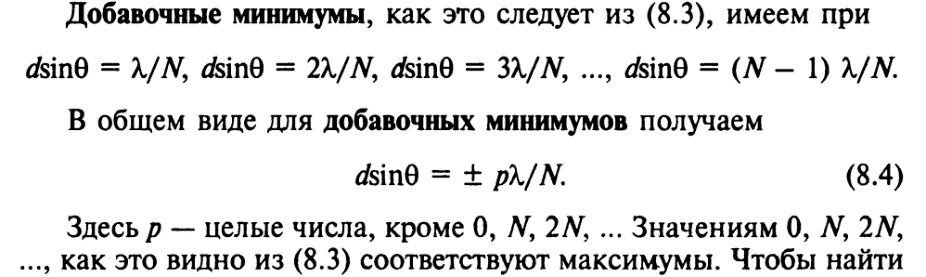 Добавочные минимумы, как это следует из (8.3), имеем при
dsinθ = λ/N, dsinθ = 2λ/N, dsinθ = 3λ/N, ..., dsinθ = (N − 1) λ/N.
В общем виде для добавочных минимумов получаем
dsinθ = ± pλ/N. (8.4)
Здесь p — целые числа, кроме 0, N, 2N, ... Значениям 0, N, 2N,
..., как это видно из (8.3) соответствуют максимумы. Чтобы найти